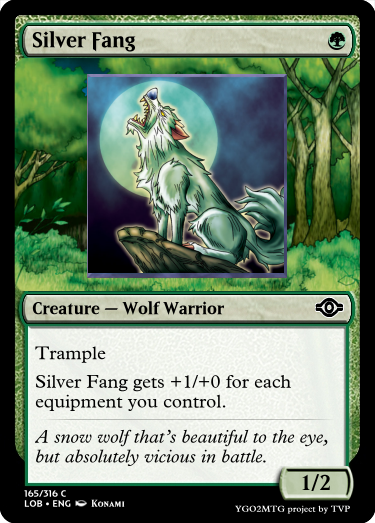 Silver Fang
Creature — Wolf Warrior
Trample
Silver Fang gets +1/+0 for each
equipment you control.
A snow wolf that's beautiful to the eye,
but absolutely vicious in battle.
1/2
165/316 C
LOB • ENG KONAMI
YGO2MTG project by TVP